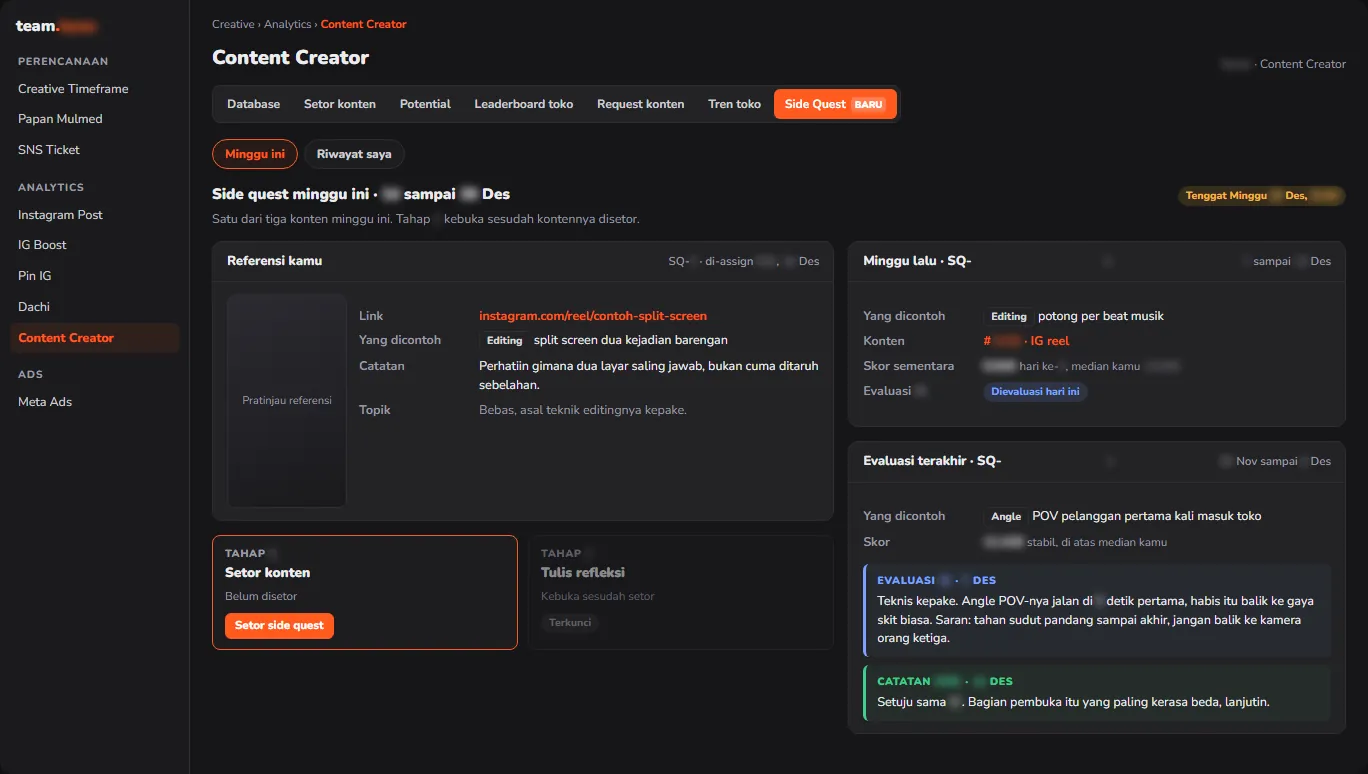 team.
PERENCANAAN
Creative Timeframe
Papan Mulmed
SNS Ticket
ANALYTICS
Instagram Post
IG Boost
Pin IG
Dachi
Content Creator
ADS
Meta Ads
Creative › Analytics › Content Creator
Content Creator
· Content Creator
Database Setor konten Potential Leaderboard toko Request konten Tren toko Side Quest BARU
Minggu ini Riwayat saya
Side quest minggu ini · sampai Des
Tenggat Minggu Des,
Satu dari tiga konten minggu ini. Tahap kebuka sesudah kontennya disetor.
Referensi kamu SQ- · di-assign , Des
Pratinjau referensi
Link instagram.com/reel/contoh-split-screen
Yang dicontoh Editing split screen dua kejadian barengan
Catatan Perhatiin gimana dua layar saling jawab, bukan cuma ditaruh
sebelahan.
Topik Bebas, asal teknik editingnya kepake.
TAHAP
Setor konten
Belum disetor
Setor side quest
TAHAP
Tulis refleksi
Kebuka sesudah setor
Terkunci
Minggu lalu · SQ- sampai Des
Yang dicontoh Editing potong per beat musik
Konten # · IG reel
Skor sementara hari ke- , median kamu
Evaluasi Dievaluasi hari ini
Evaluasi terakhir · SQ- Nov sampai Des
Yang dicontoh Angle POV pelanggan pertama kali masuk toko
Skor stabil, di atas median kamu
EVALUASI · DES
Teknis kepake. Angle POV-nya jalan di detik pertama, habis itu balik ke gaya
skit biasa. Saran: tahan sudut pandang sampai akhir, jangan balik ke kamera
orang ketiga.
CATATAN · DES
Setuju sama . Bagian pembuka itu yang paling kerasa beda, lanjutin.